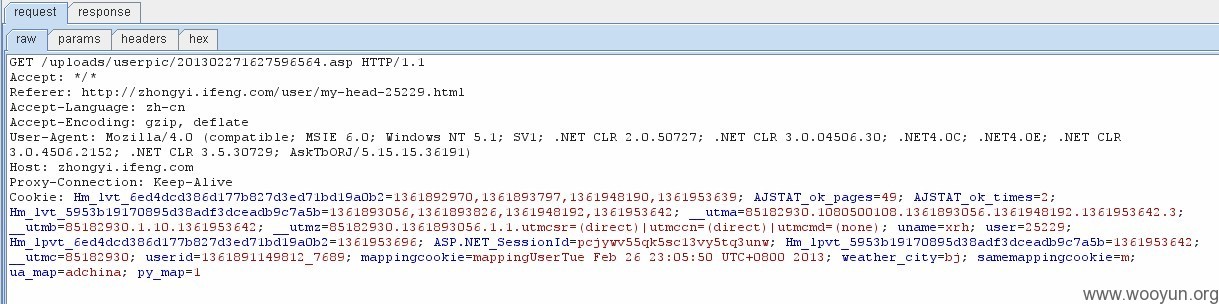 request response
raw params headers hex
GET /uploads/userpic/201302271627596564.asp HTTP/1.1
Accept: */*
Referer: http://zhongyi.ifeng.com/user/my-head-25229.html
Accept-Language: zh-cn
Accept-Encoding: gzip, deflate
User-Agent: Mozilla/4.0 (compatible; MSIE 6.0; Windows NT 5.1; SV1; .NET CLR 2.0.50727; .NET CLR 3.0.04506.30; .NET4.0C; .NET4.0E; .NET CLR
3.0.4506.2152; .NET CLR 3.5.30729; AskTbORJ/5.15.15.36191)
Host: zhongyi.ifeng.com
Proxy-Connection: Keep-Alive
Cookie: Hm_lvt_6ed4dcd386d177b827d3ed71bd19a0b2=1361892970,1361893797,1361948190,1361953639; AJSTAT_ok_pages=49; AJSTAT_ok_times=2;
Hm_lvt_5953b19170895d38adf3dceadb9c7a5b=1361893056,1361893826,1361948192,1361953642; __utma=85182930.1080500108.1361893056.1361948192.1361953642.3;
__utmb=85182930.1.10.1361953642; __utmz=85182930.1361893056.1.1.utmcsr=(direct)|utmccn=(direct)|utmcmd=(none); uname=xrh; user=25229;
Hm_lpvt_6ed4dcd386d177b827d3ed71bd19a0b2=1361953696; ASP.NET_SessionId=pcjywv55qk5sc13vy5tq3unw; Hm_lpvt_5953b19170895d38adf3dceadb9c7a5b=1361953642;
__utmc=85182930; userid=1361891149812_7689; mappingcookie=mappingUserTue Feb 26 23:05:50 UTC+0800 2013; weather_city=bj; samemappingcookie=m;
ua_map=adchina; py_map=1
www.wooyun.org